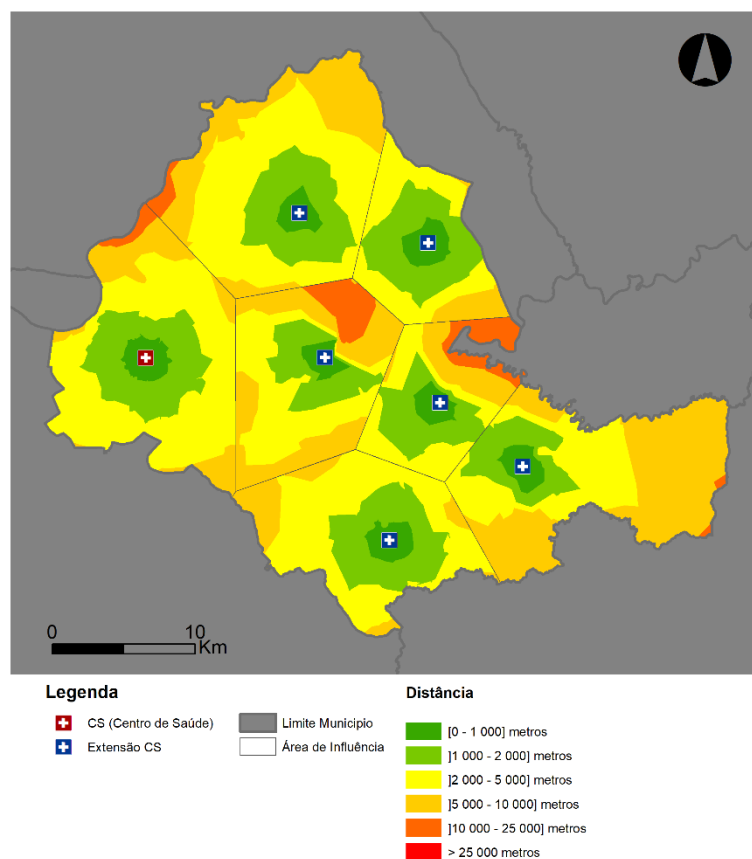 0 10
Km
Legenda
CS (Centro de Saúde)
Extensão CS
Limite Municipio
Área de Influência
Distância
[0 - 1 000] metros
]1 000 - 2 000] metros
]2 000 - 5 000] metros
]5 000 - 10 000] metros
]10 000 - 25 000] metros
> 25 000 metros